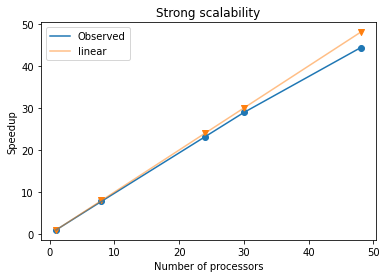 Strong scalability
Observed
linear
50
40
30
20
10
0
Speedup
0 10 20 30 40 50
Number of processors